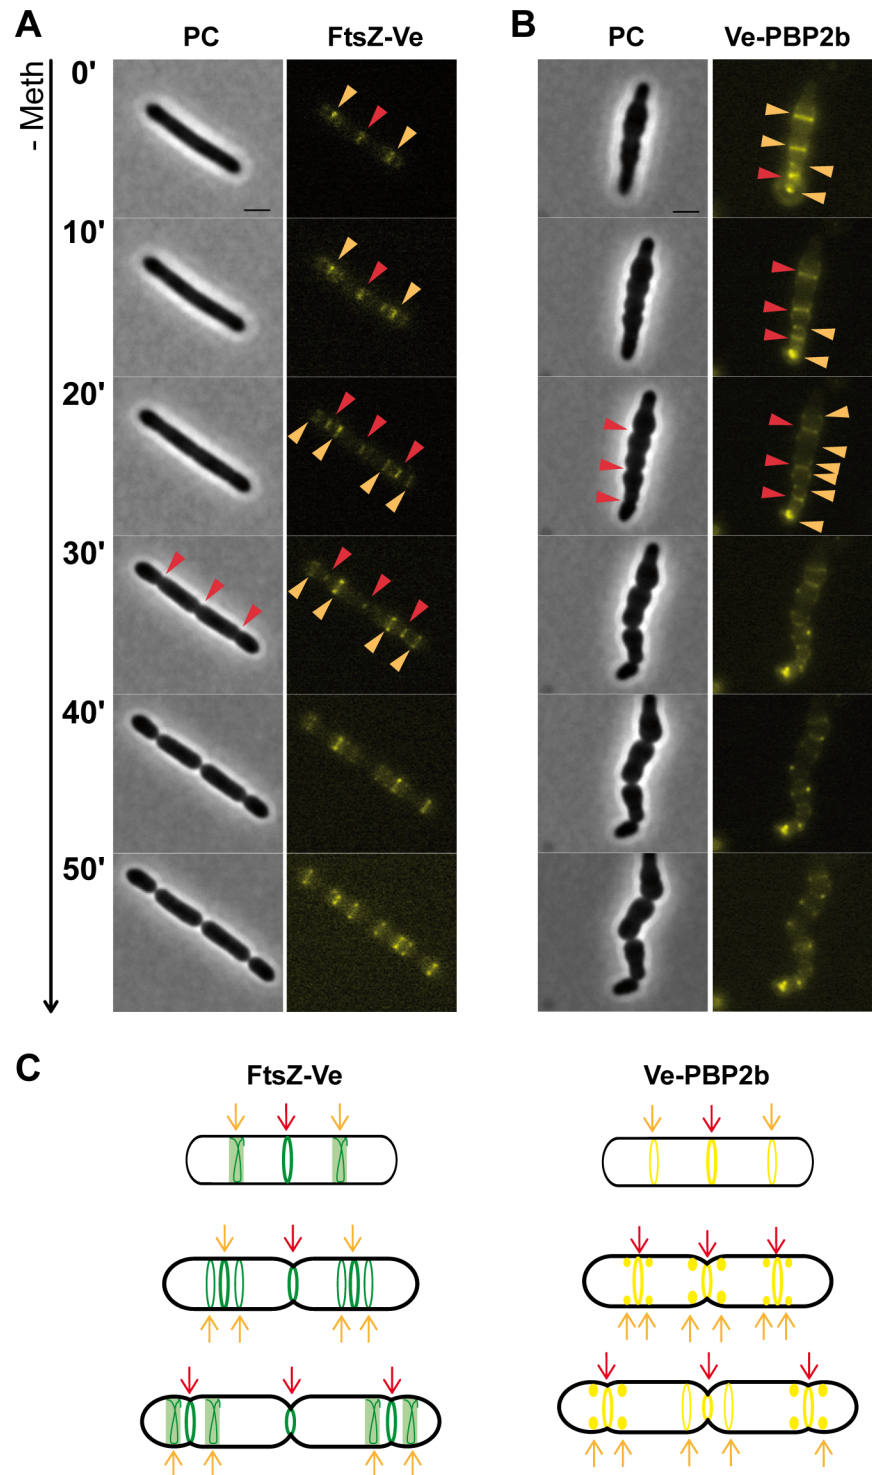 A
B
PC
FtsZ-Ve
PC
Ve-PBP2b
- Meth
0'
10'
20'
30'
40'
50'
C
FtsZ-Ve
Ve-PBP2b